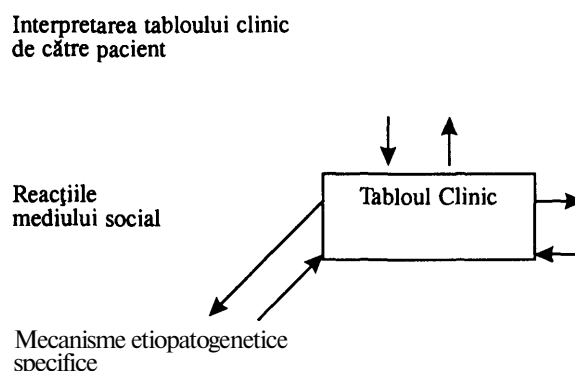 Interpretarea tabloului clinic
de către pacient
Reacţiile
mediului social
Tabloul Clinic
Mecanisme etiopatogenetice
specifice